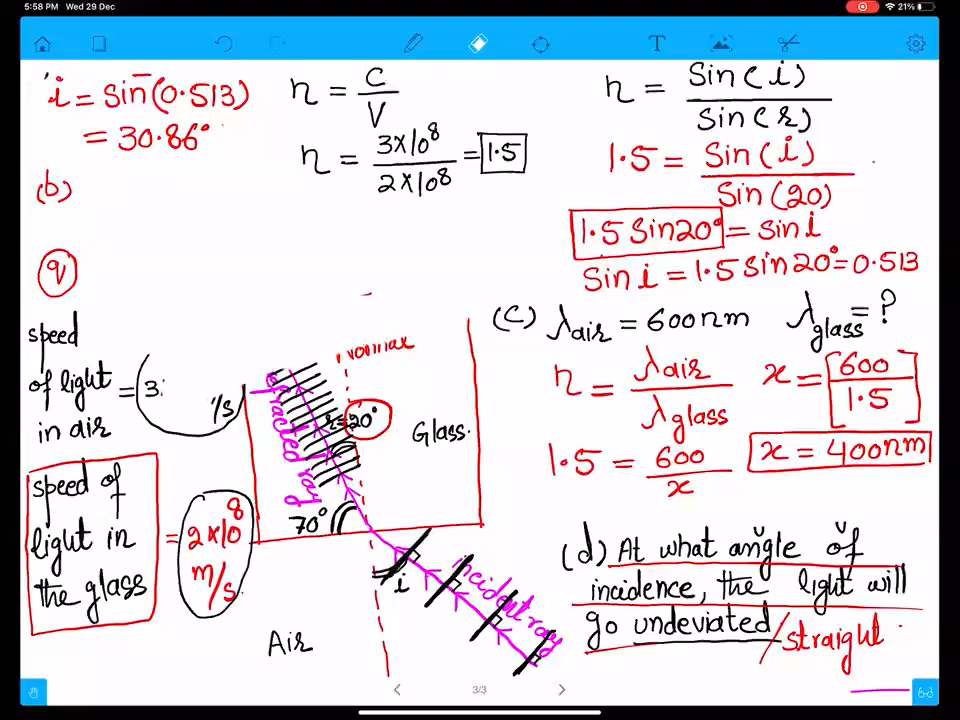 5:58 PM Wed 29 Dec
21%
T
i = Sin⁻(0.513)
= 30.86°
(b)
n = C / V
n = 3×10⁸ / 2×10⁸ = 1.5
n = Sin(i) / Sin(r)
1.5 = Sin(i) / Sin(20)
1.5 Sin20° = Sin i
Sin i = 1.5 Sin 20° = 0.513
9
speed
of light = (3
in air
/s
speed of
light in
the glass
= 2×10⁸
m/s
refracted ray
normal
r=20°
Glass.
70°
i
incident ray
Air
(c) λair = 600nm λglass = ?
n = λair / λglass
x = [600 / 1.5]
1.5 = 600 / x
x = 400nm
(d) At what angle of
incidence, the light will
go undeviated/straight
3/3